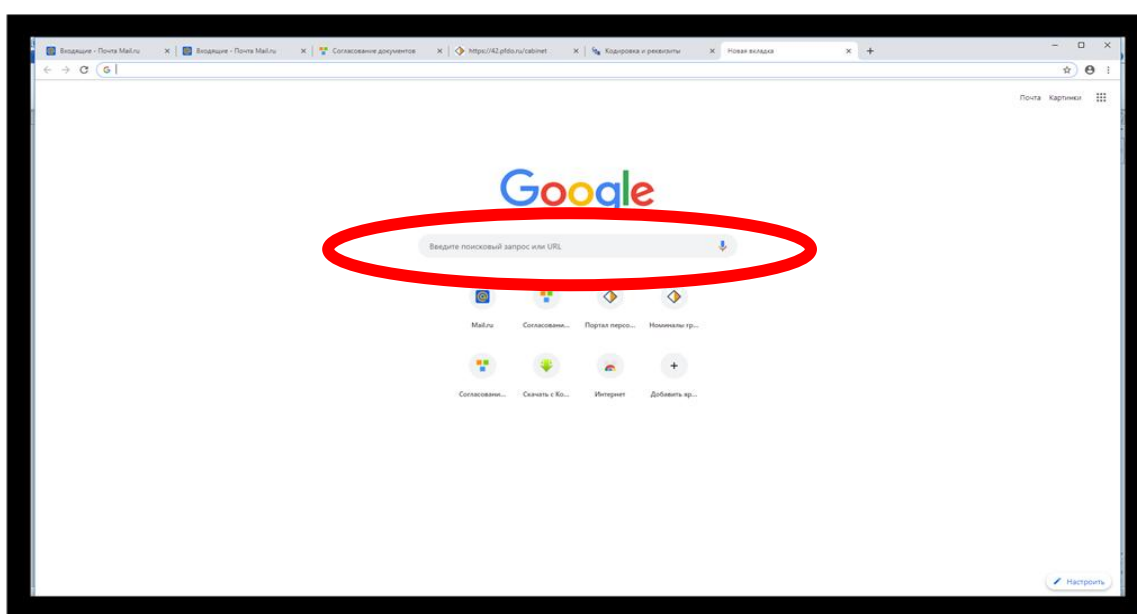 Входящие - Почта Mail.ru
Входящие - Почта Mail.ru
Согласование документов
https://42.pfdo.ru/cabinet
Кодировка и реквизиты
Новая вкладка
Почта Картинки
Google
Введите поисковый запрос или URL
Mail.ru Согласовани... Портал персо... Номиналы гр...
Согласовани... Скачать с Ко... Интернет Добавить яр...
Настроить